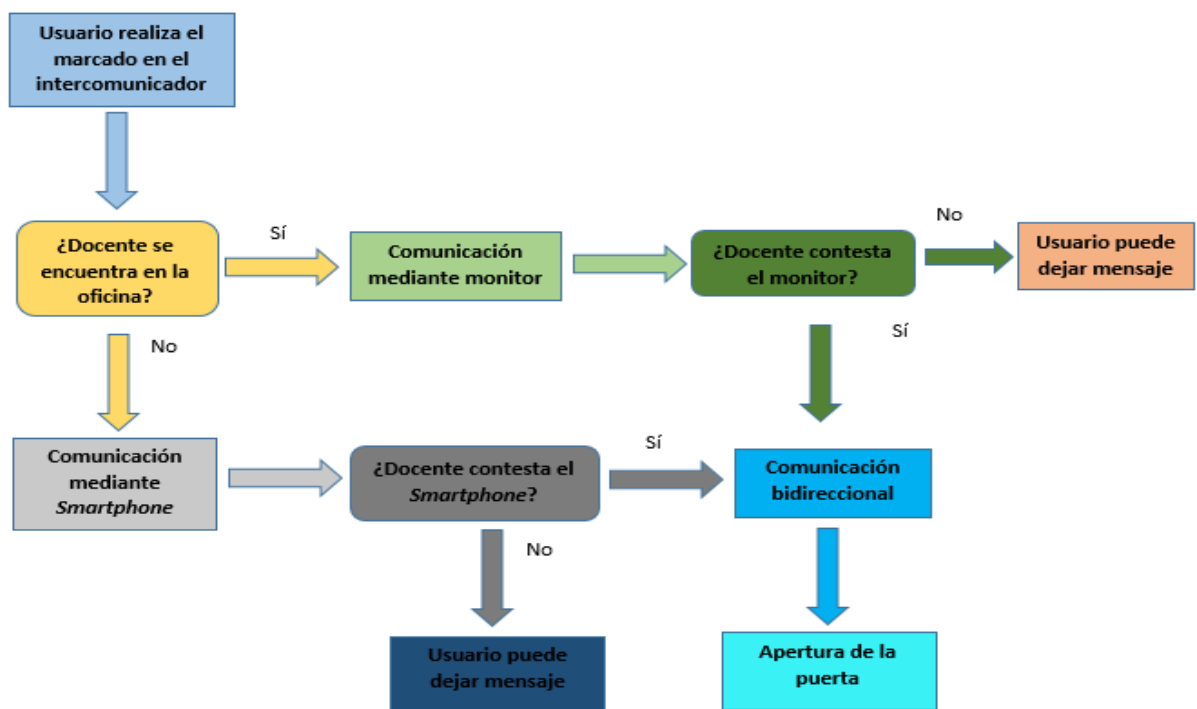 Usuario realiza el
marcado en el
intercomunicador
¿Docente se
encuentra en la
oficina?
Sí
Comunicación
mediante monitor
¿Docente contesta
el monitor?
No
Usuario puede
dejar mensaje
No
Sí
Comunicación
mediante
Smartphone
¿Docente contesta el
Smartphone?
Sí
Comunicación
bidireccional
No
Usuario puede
dejar mensaje
Apertura de la
puerta